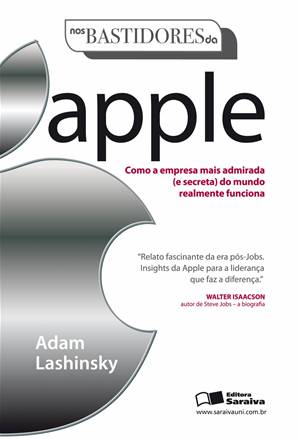 nos BASTIDORES da
apple
Como a empresa mais admirada
(e secreta) do mundo
realmente funciona
"Relato fascinante da era pós-Jobs.
Insights da Apple para a liderança
que faz a diferença."
WALTER ISAACSON
autor de Steve Jobs – a biografia
Adam
Lashinsky
Editora
Saraiva
www.saraivauni.com.br